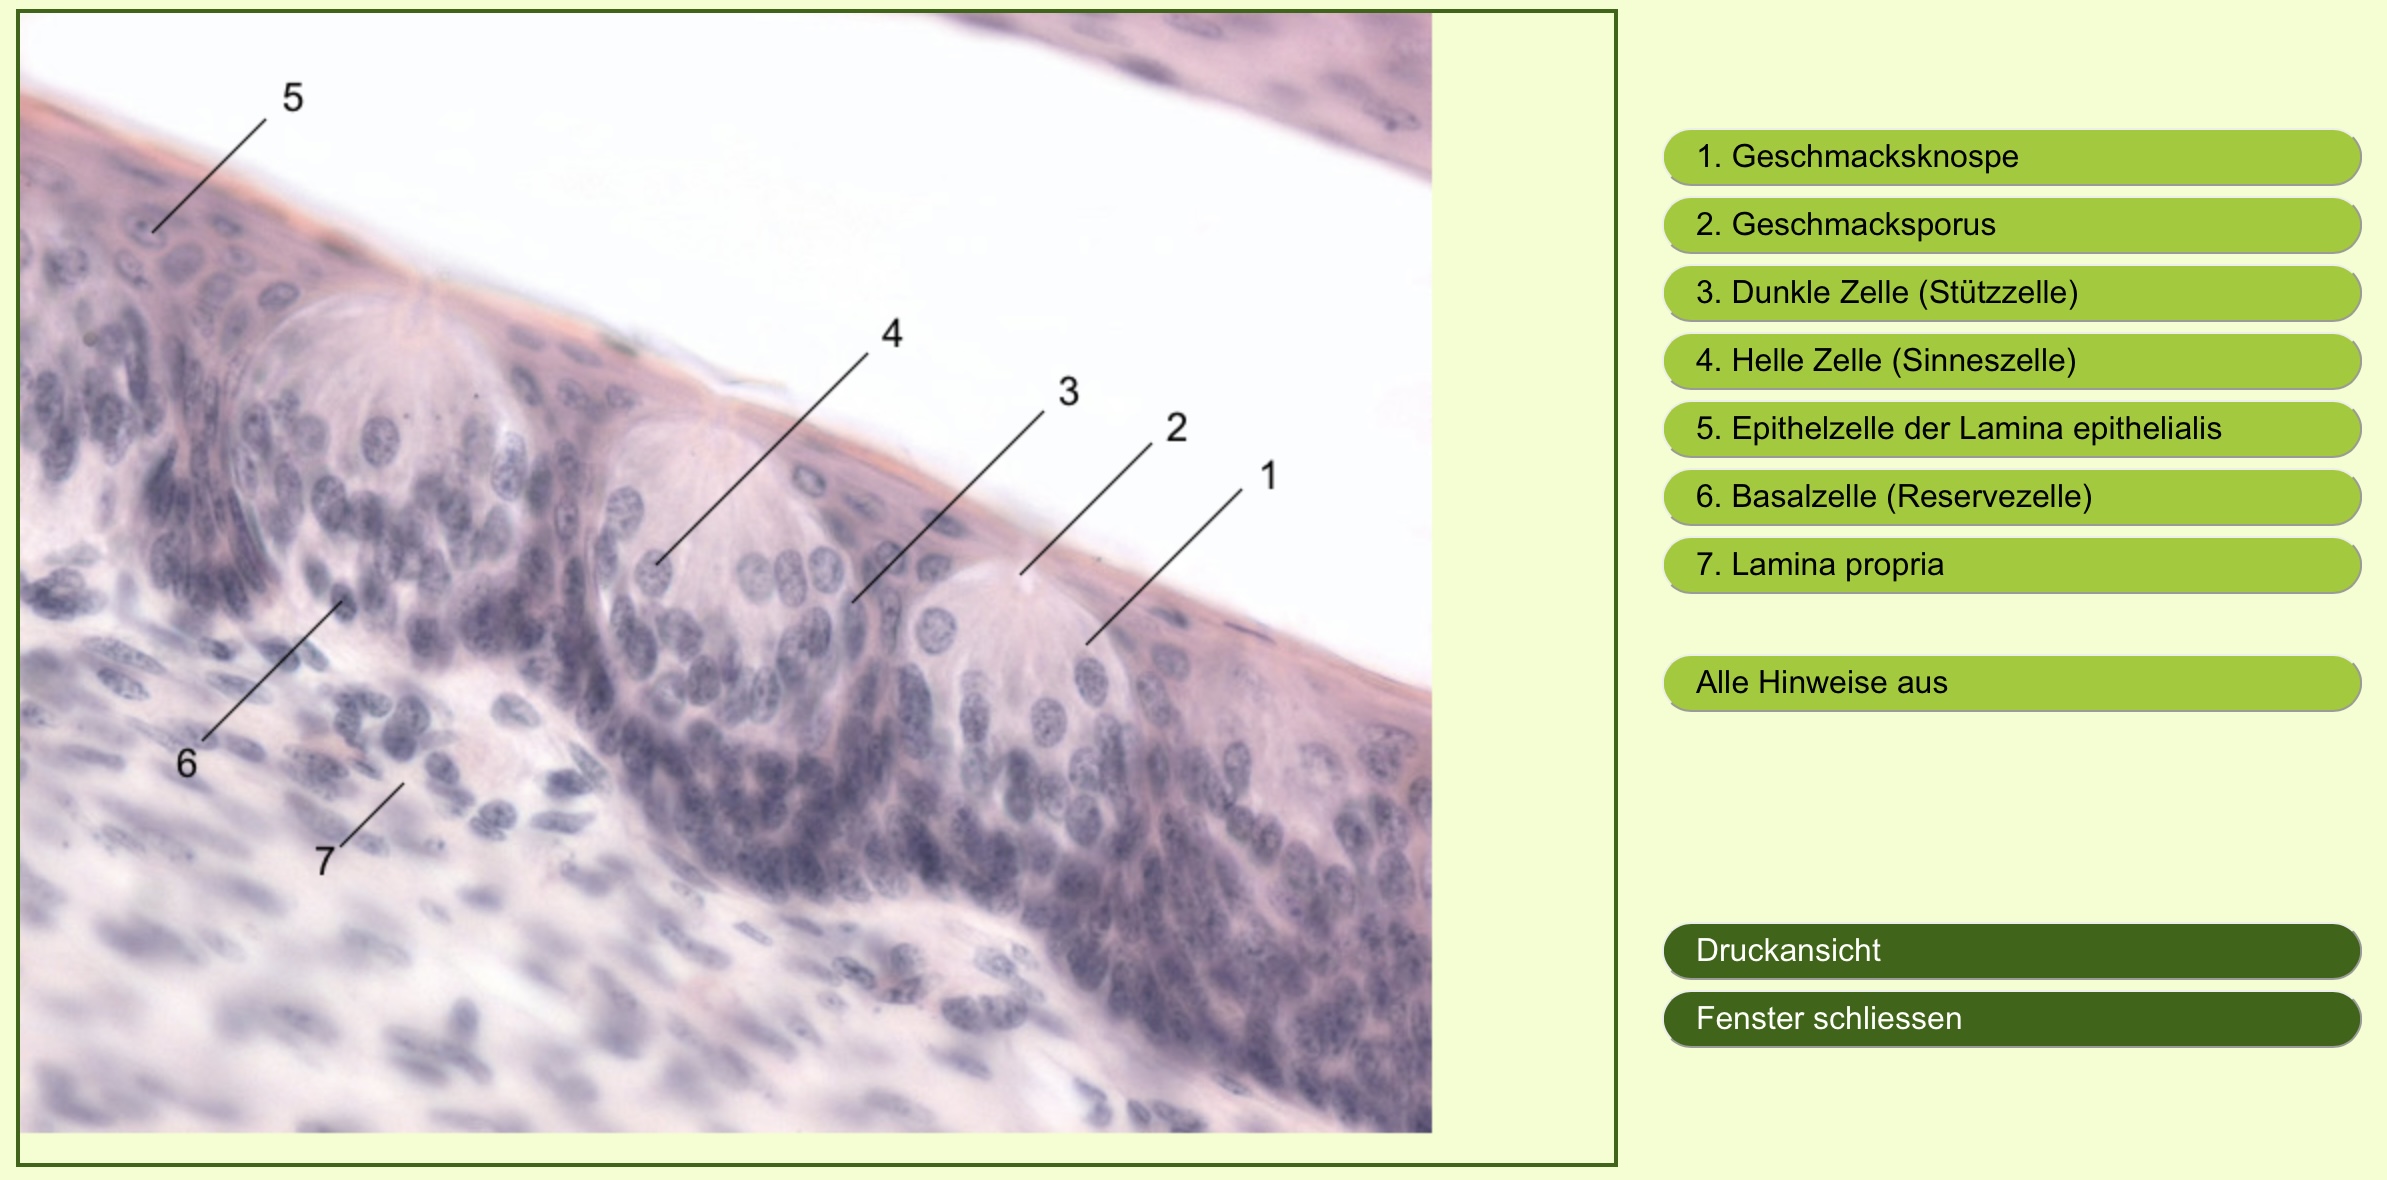 5
4
3
2
1
6
7
1. Geschmacksknospe
2. Geschmacksporus
3. Dunkle Zelle (Stützzelle)
4. Helle Zelle (Sinneszelle)
5. Epithelzelle der Lamina epithelialis
6. Basalzelle (Reservezelle)
7. Lamina propria
Alle Hinweise aus
Druckansicht
Fenster schliessen